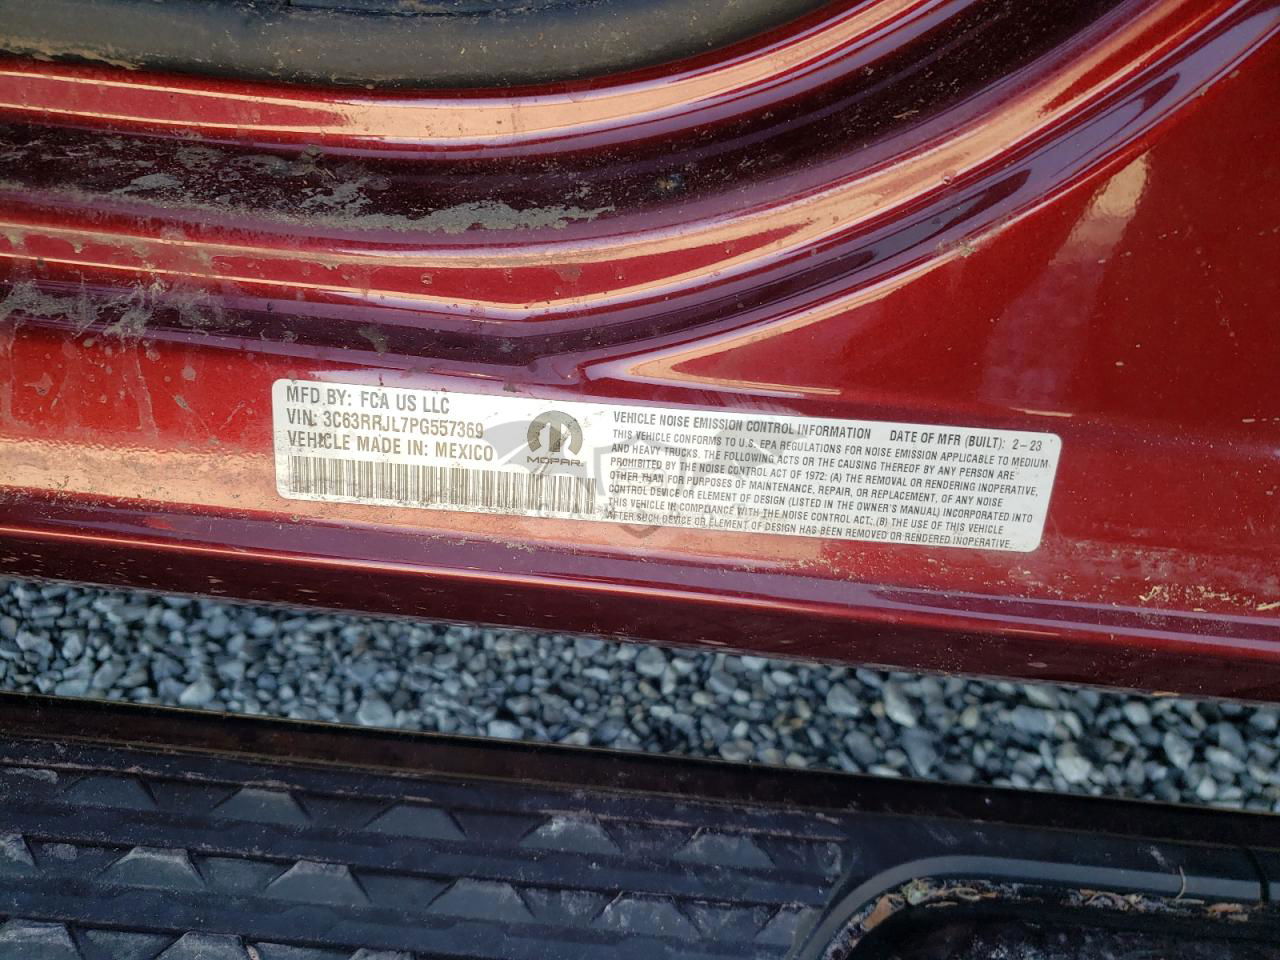 MFD BY: FCA US LLC
VIN: 3C63RRJL7PG557369
VEHICLE MADE IN: MEXICO
MOPAR
VEHICLE NOISE EMISSION CONTROL INFORMATION DATE OF MFR (BUILT): 2-23
THIS VEHICLE CONFORMS TO U.S. EPA REGULATIONS FOR NOISE EMISSION APPLICABLE TO MEDIUM
AND HEAVY TRUCKS. THE FOLLOWING ACTS OR THE CAUSING THEREOF BY ANY PERSON ARE
PROHIBITED BY THE NOISE CONTROL ACT OF 1972: (A) THE REMOVAL OR RENDERING INOPERATIVE,
OTHER THAN FOR PURPOSES OF MAINTENANCE, REPAIR, OR REPLACEMENT, OF ANY NOISE
CONTROL DEVICE OR ELEMENT OF DESIGN (LISTED IN THE OWNER'S MANUAL) INCORPORATED INTO
THIS VEHICLE IN COMPLIANCE WITH THE NOISE CONTROL ACT; (B) THE USE OF THIS VEHICLE
AFTER SUCH DEVICE OR ELEMENT OF DESIGN HAS BEEN REMOVED OR RENDERED INOPERATIVE.